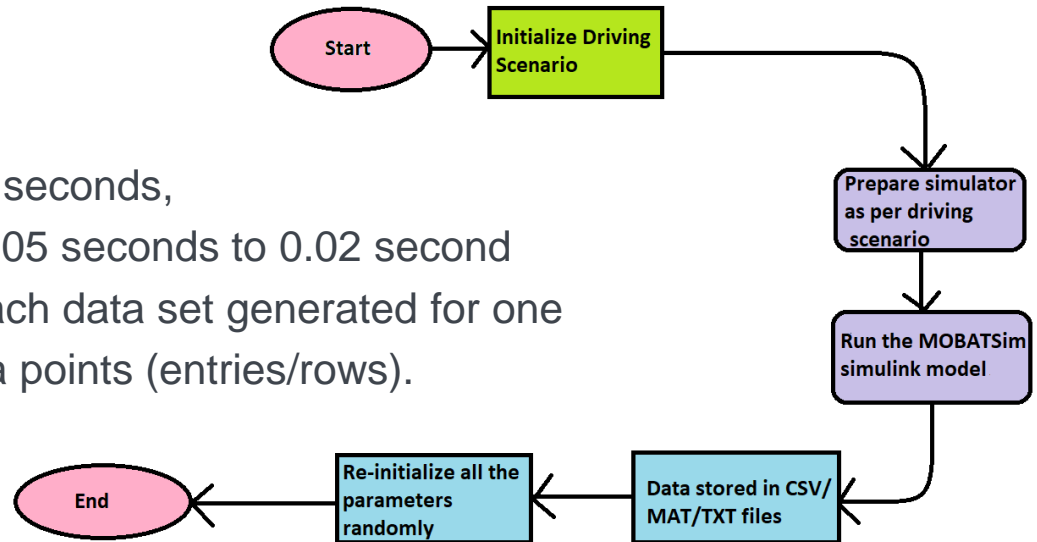 Start
Initialize Driving
Scenario
seconds,
05 seconds to 0.02 second
ach data set generated for one
points (entries/rows).
Prepare simulator
as per driving
scenario
Run the MOBATSim
simulink model
Data stored in CSV/
MAT/TXT files
Re-initialize all the
parameters
randomly
End